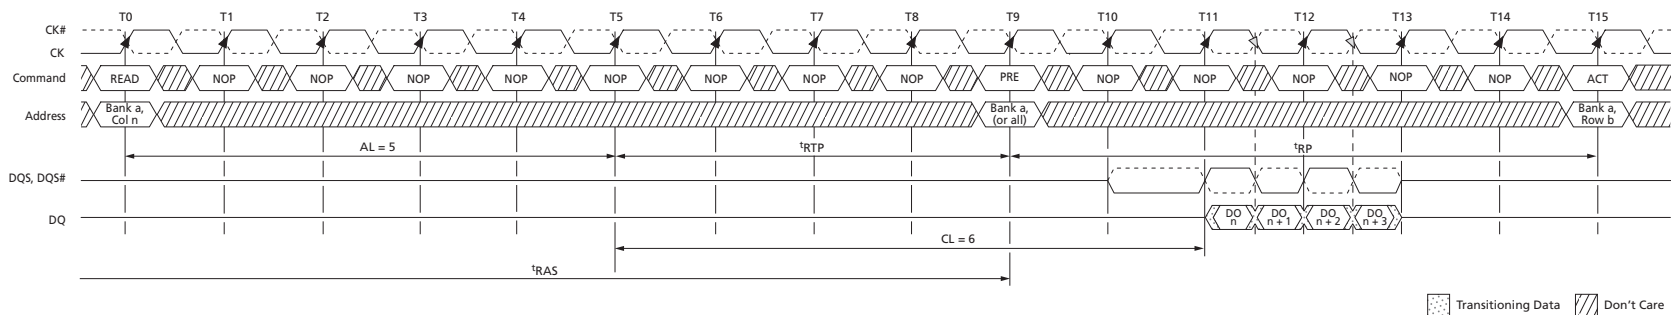 T0 T1 T2 T3 T4 T5 T6 T7 T8 T9 T10 T11 T12 T13 T14 T15
CK#
CK
Command READ NOP NOP NOP NOP NOP NOP NOP NOP PRE NOP NOP NOP NOP NOP ACT
Address Bank a, Col n Bank a, (or all) Bank a, Row b
AL = 5 tRTP tRP
DQS, DQS#
DQ DO n DO n + 1 DO n + 2 DO n + 3
CL = 6
tRAS
Transitioning Data Don't Care